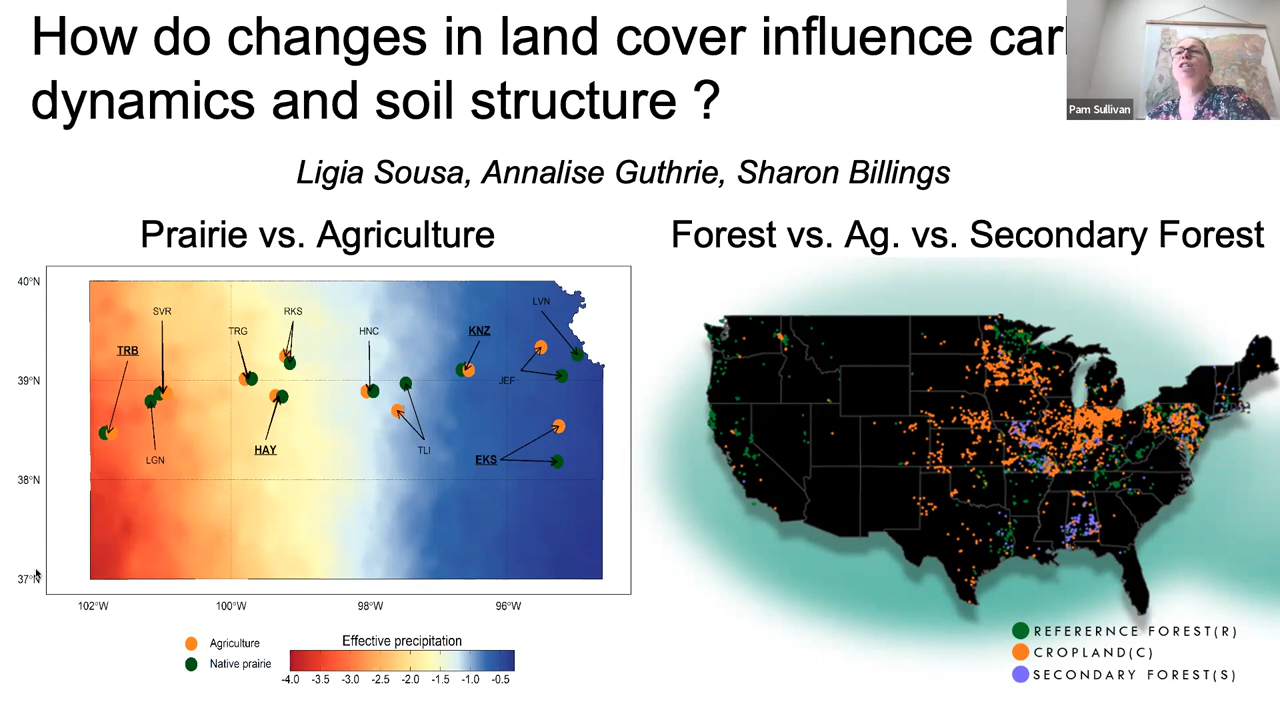 How do changes in land cover influence car
dynamics and soil structure ?
Pam Sullivan
Ligia Sousa, Annalise Guthrie, Sharon Billings
Prairie vs. Agriculture
Forest vs. Ag. vs. Secondary Forest
40°N
39°N
38°N
37°N
SVR
RKS
LVN
TRG
HNC
KNZ
TRB
JEF
LGN
HAY
TLI
EKS
102°W 100°W 98°W 96°W
Agriculture
Native prairie
Effective precipitation
-4.0 -3.5 -3.0 -2.5 -2.0 -1.5 -1.0 -0.5
REFERERNCE FOREST(R)
CROPLAND(C)
SECONDARY FOREST(S)